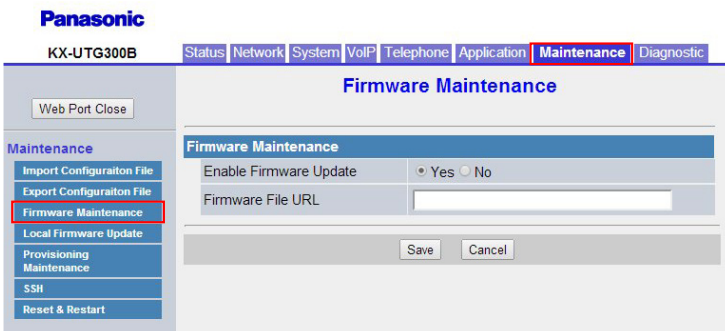 Panasonic
KX-UTG300B
Status Network System VoIP Telephone Application Maintenance Diagnostic
Web Port Close
Maintenance
Import Configuraiton File
Export Configuraiton File
Firmware Maintenance
Local Firmware Update
Provisioning
Maintenance
SSH
Reset & Restart
Firmware Maintenance
Firmware Maintenance
Enable Firmware Update Yes No
Firmware File URL
Save Cancel